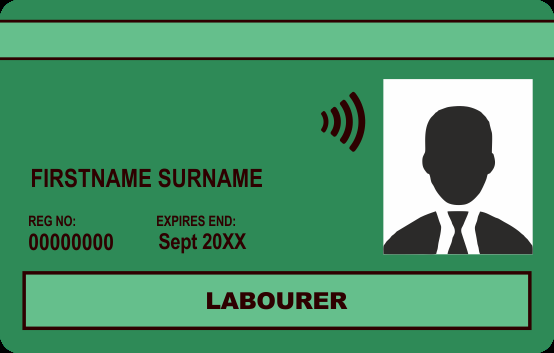 FIRSTNAME SURNAME
REG NO: EXPIRES END:
00000000 Sept 20XX
LABOURER